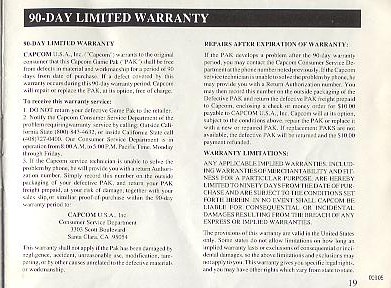 90-DAY LIMITED WARRANTY
90-DAY LIMITED WARRANTY
CAPCOM U.S.A., Inc. ("Capcom") warrants to the original
consumer that this Capcom Game Pak ("PAK") shall be free
from defects in material and workmanship for a period of 90
days from date of purchase. If a defect covered by this
warranty occurs during this 90-day warranty period, Capcom
will repair or replace the PAK, at its option, free of charge.
To receive this warranty service:
1. DO NOT return your defective Game Pak to the retailer.
2. Notify the Capcom Consumer Service Department of the
problem requiring warranty service by calling: Outside Cali-
fornia State (800) or inside California State call
(408) Our Consumer Service Department is in
operation from 8:00 A.M. to 5:00 P.M. Pacific Time, Monday
through Friday.
3. If the Capcom service technician is unable to solve the
problem by phone, he will provide you with a Return Authori-
zation number. Simply record this number on the outside
packaging of your defective PAK, and return your PAK
freight prepaid, at your risk of damage, together with your
sales slip or similar proof-of-purchase within the 90-day
warranty period to:
CAPCOM U.S.A., Inc.
Consumer Service Department
3303 Scott Boulevard
Santa Clara, CA 95054
This warranty shall not apply if the Pak has been damaged by
negligence, accident, unreasonable use, modification, tam-
pering, or by other causes unrelated to the defective materials
or workmanship.
REPAIRS AFTER EXPIRATION OF WARRANTY:
If the PAK develops a problem after the 90-day warranty
period, you may contact the Capcom Consumer Service De-
partment at the phone number noted previously. If the Capcom
service technician is unable to solve the problem by phone, he
may provide you with a Return Authorization number. You
may then record this number on the outside packaging of the
Defective PAK and return the defective PAK freight prepaid
to Capcom, enclosing a check or money order for $10.00
payable to CAPCOM U.S.A., Inc. Capcom will at its option,
subject to the conditions above, repair the PAK or replace it
with a new or repaired PAK. If replacement PAKS are not
available, the defective PAK will be returned and the $10.00
payment refunded.
WARRANTY LIMITATIONS:
ANY APPLICABLE IMPLIED WARRANTIES, INCLUD-
ING WARRANTIES OF MERCHANTABILITY AND FIT-
NESS FOR A PARTICULAR PURPOSE, ARE HEREBY
LIMITED TO NINETY DAYS FROM THE DATE OF PUR-
CHASE AND ARE SUBJECT TO THE CONDITIONS SET
FORTH HEREIN. IN NO EVENT SHALL CAPCOM BE
LIABLE FOR CONSEQUENTIAL OR INCIDENTAL
DAMAGES RESULTING FROM THE BREACH OF ANY
EXPRESS OR IMPLIED WARRANTIES.
The provisions of this warranty are valid in the United States
only. Some states do not allow limitations on how long an
implied warranty lasts or exclusions of consequential or inci-
dental damages, so the above limitations and exclusions may
not apply to you. This warranty gives you specific legal rights,
and you may have other rights which vary from state to state.
19